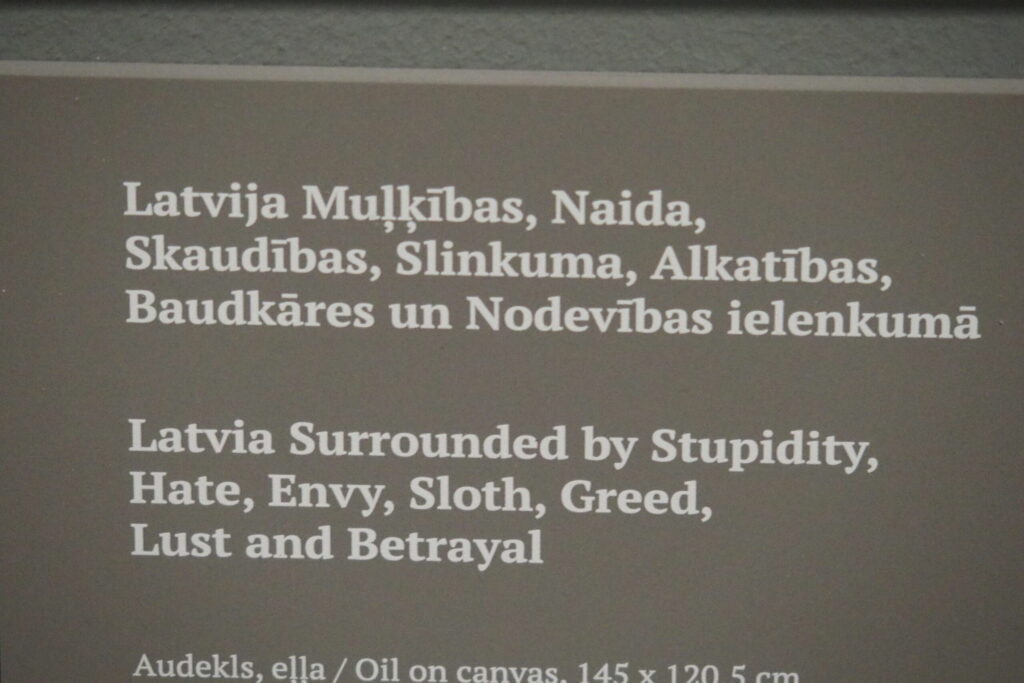 Latvija Muļķības, Naida,
Skaudības, Slinkuma, Alkatības,
Baudkāres un Nodevības ielenkumā
Latvia Surrounded by Stupidity,
Hate, Envy, Sloth, Greed,
Lust and Betrayal
Audekls, eļļa / Oil on canvas, 145 x 120,5 cm